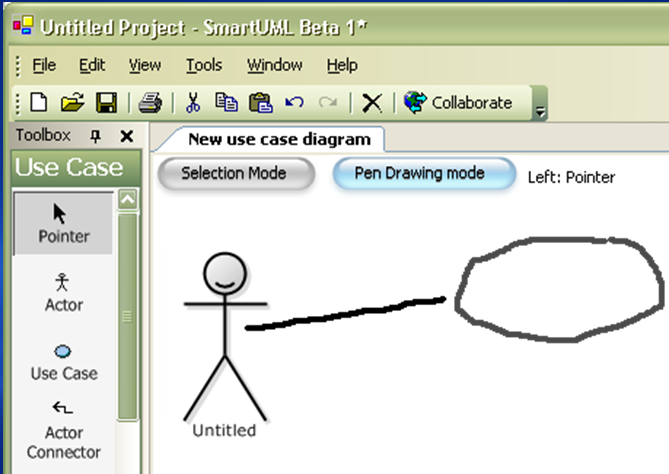 Untitled Project - SmartUML Beta 1*
File Edit View Tools Window Help
Collaborate
Toolbox
New use case diagram
Use Case
Selection Mode Pen Drawing mode Left: Pointer
Pointer
Actor
Use Case
Actor
Connector
Untitled